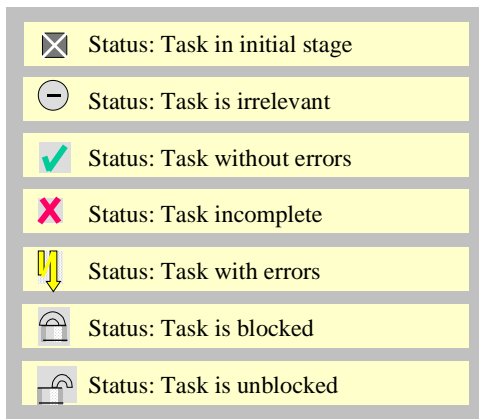 Status: Task in initial stage
Status: Task is irrelevant
Status: Task without errors
Status: Task incomplete
Status: Task with errors
Status: Task is blocked
Status: Task is unblocked